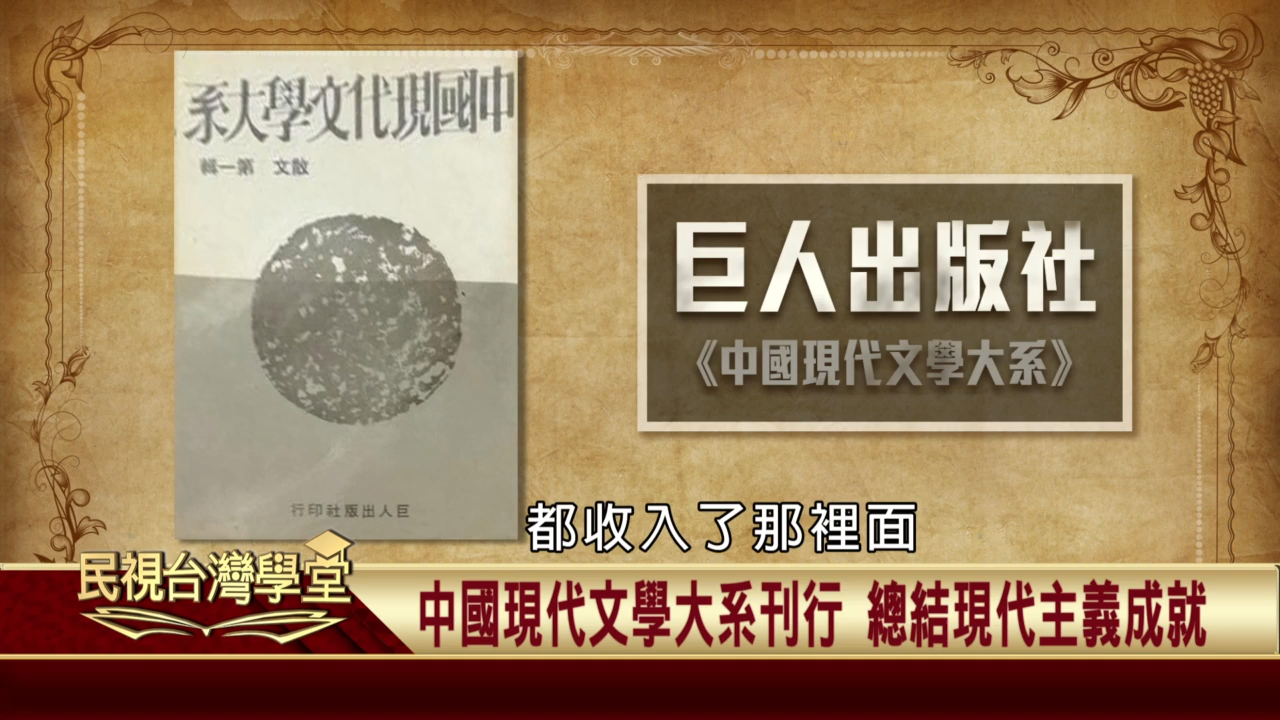 中國現代文學大系
散文 第一輯
巨人出版社印行
巨人出版社
《中國現代文學大系》
都收入了那裡面
民視台灣學堂
中國現代文學大系刊行 總結現代主義成就